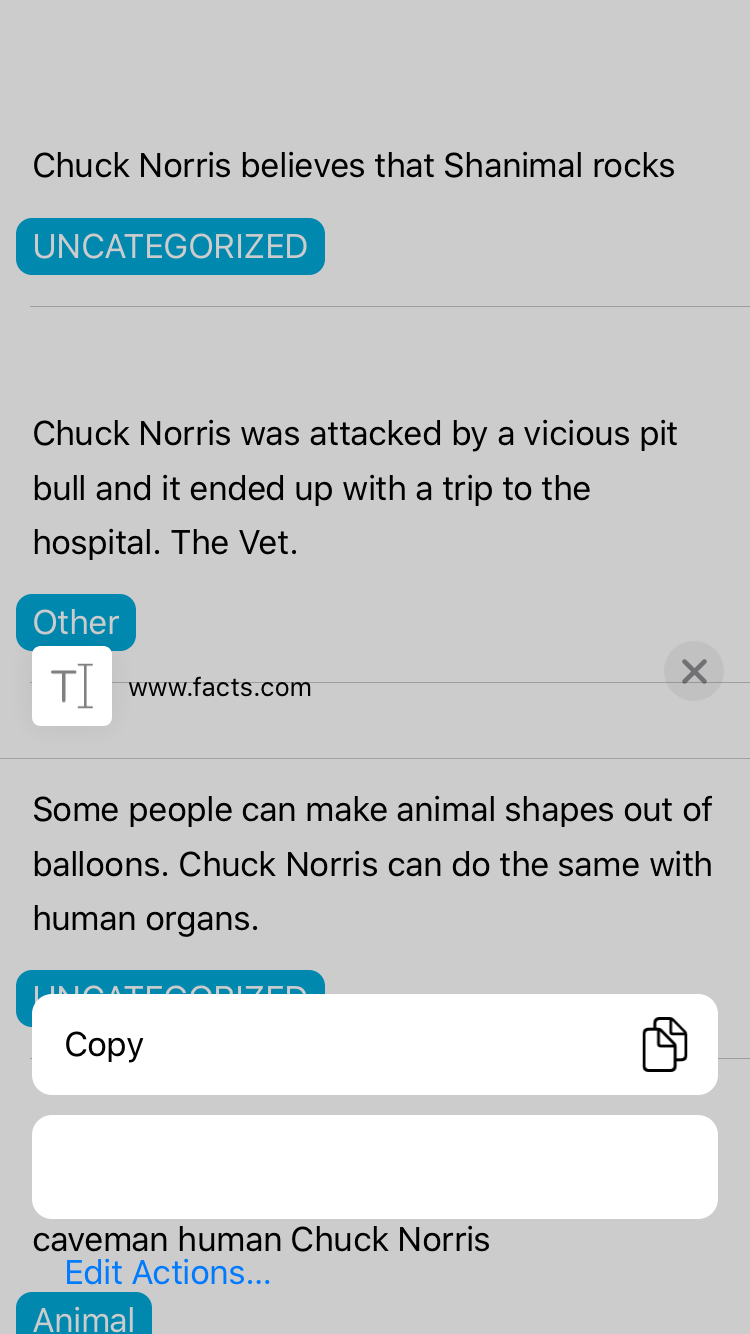 Chuck Norris believes that Shanimal rocks
UNCATEGORIZED
Chuck Norris was attacked by a vicious pit
bull and it ended up with a trip to the
hospital. The Vet.
Other
www.facts.com
Some people can make animal shapes out of
balloons. Chuck Norris can do the same with
human organs.
UNCATEGORIZED
Copy
caveman human Chuck Norris
Edit Actions...
Animal